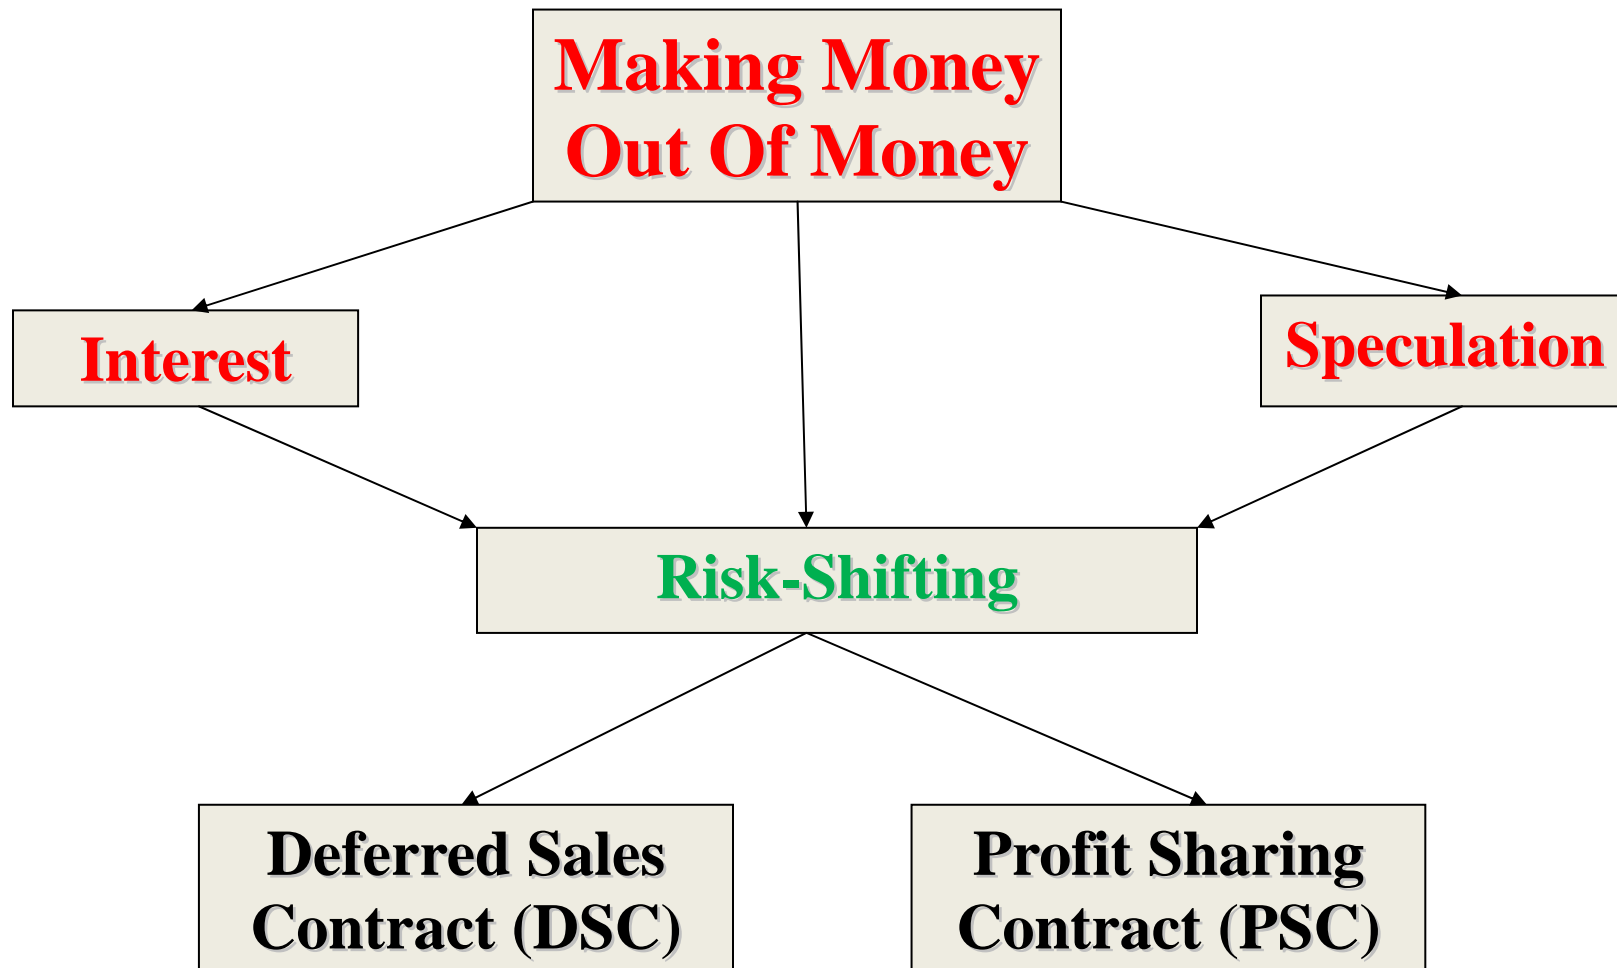 Making Money
Out Of Money
Interest
Speculation
Risk-Shifting
Deferred Sales
Contract (DSC)
Profit Sharing
Contract (PSC)